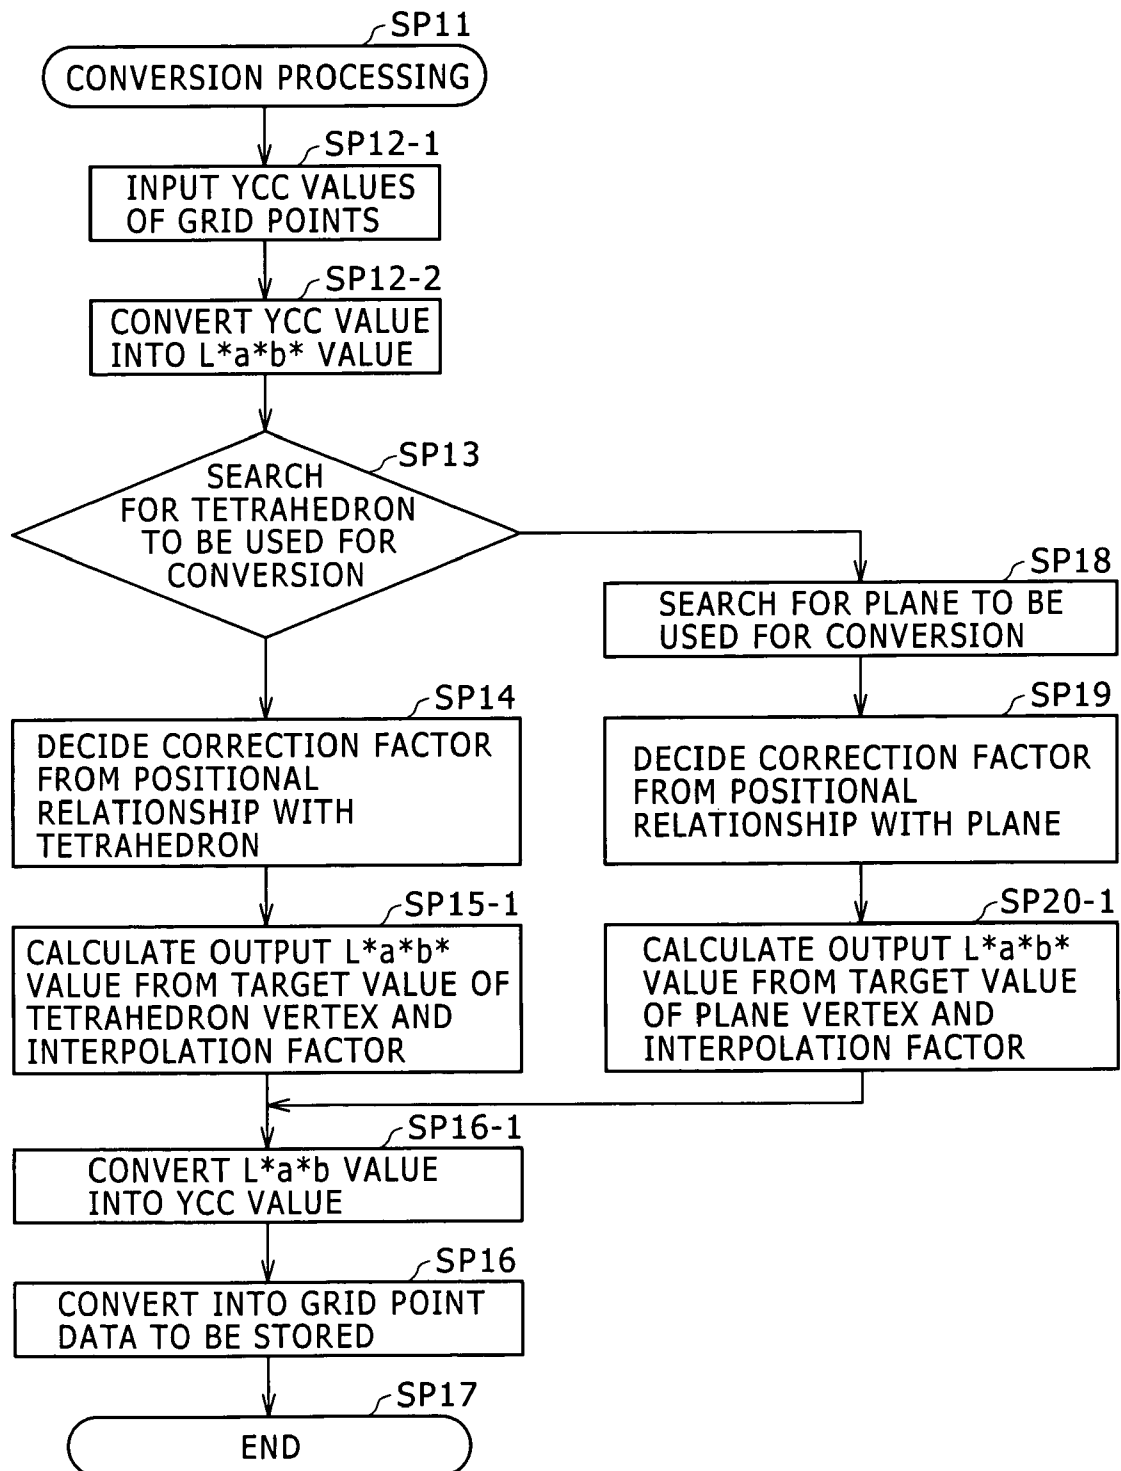 SP11
CONVERSION PROCESSING
SP12-1
INPUT YCC VALUES
OF GRID POINTS
SP12-2
CONVERT YCC VALUE
INTO L*a*b* VALUE
SP13
SEARCH
FOR TETRAHEDRON
TO BE USED FOR
CONVERSION
SP18
SEARCH FOR PLANE TO BE
USED FOR CONVERSION
SP14
DECIDE CORRECTION FACTOR
FROM POSITIONAL
RELATIONSHIP WITH
TETRAHEDRON
SP19
DECIDE CORRECTION FACTOR
FROM POSITIONAL
RELATIONSHIP WITH PLANE
SP15-1
CALCULATE OUTPUT L*a*b*
VALUE FROM TARGET VALUE OF
TETRAHEDRON VERTEX AND
INTERPOLATION FACTOR
SP20-1
CALCULATE OUTPUT L*a*b*
VALUE FROM TARGET VALUE
OF PLANE VERTEX AND
INTERPOLATION FACTOR
SP16-1
CONVERT L*a*b VALUE
INTO YCC VALUE
SP16
CONVERT INTO GRID POINT
DATA TO BE STORED
SP17
END